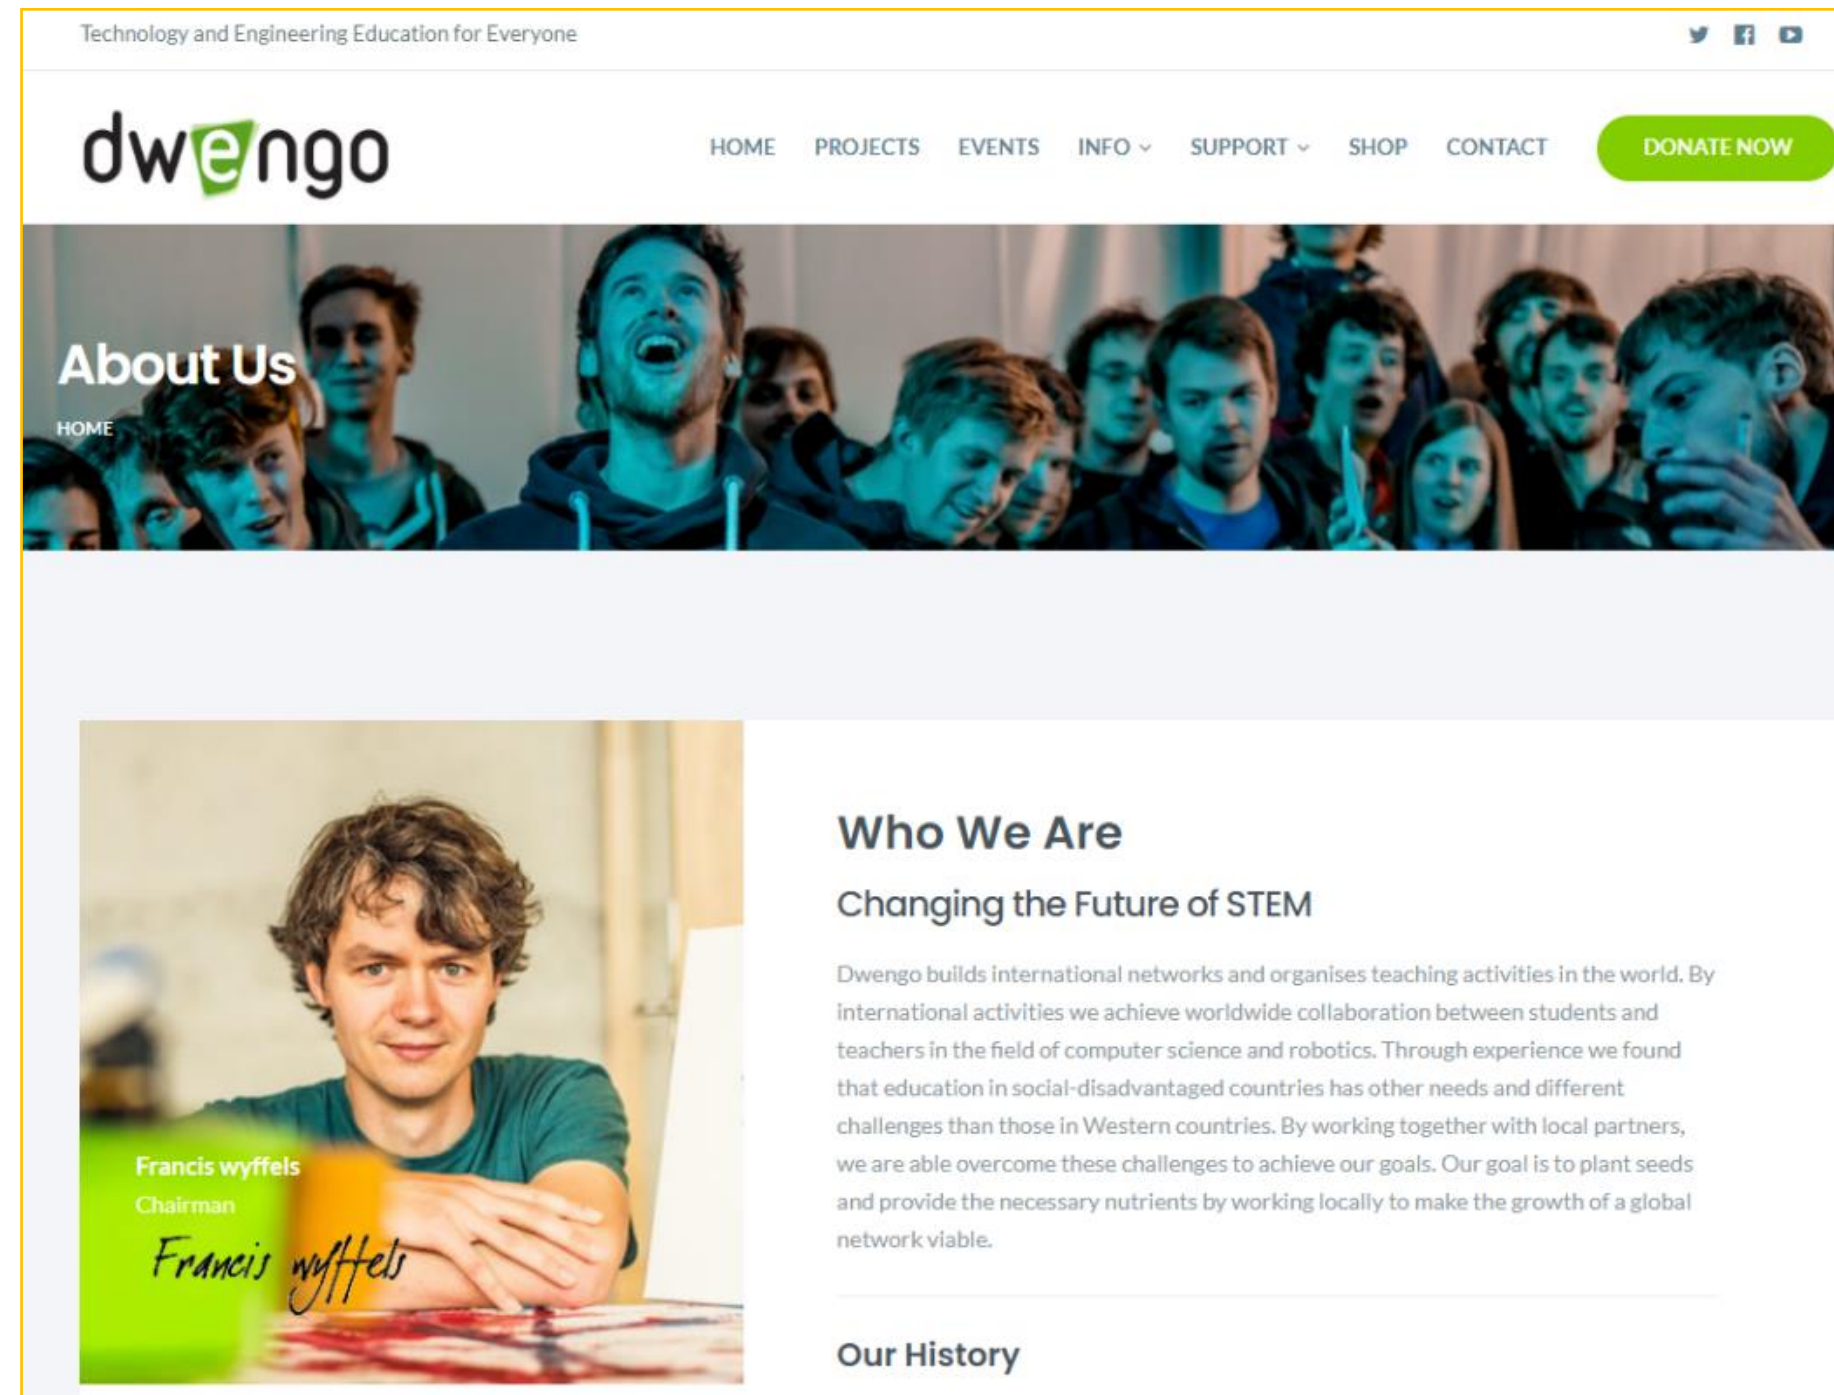 Technology and Engineering Education for Everyone
dwengo
HOME PROJECTS EVENTS INFO SUPPORT SHOP CONTACT DONATE NOW
About Us
HOME
Francis wyffels
Chairman
Francis wyffels
Who We Are
Changing the Future of STEM
Dwengo builds international networks and organises teaching activities in the world. By
international activities we achieve worldwide collaboration between students and
teachers in the field of computer science and robotics. Through experience we found
that education in social-disadvantaged countries has other needs and different
challenges than those in Western countries. By working together with local partners,
we are able overcome these challenges to achieve our goals. Our goal is to plant seeds
and provide the necessary nutrients by working locally to make the growth of a global
network viable.
Our History